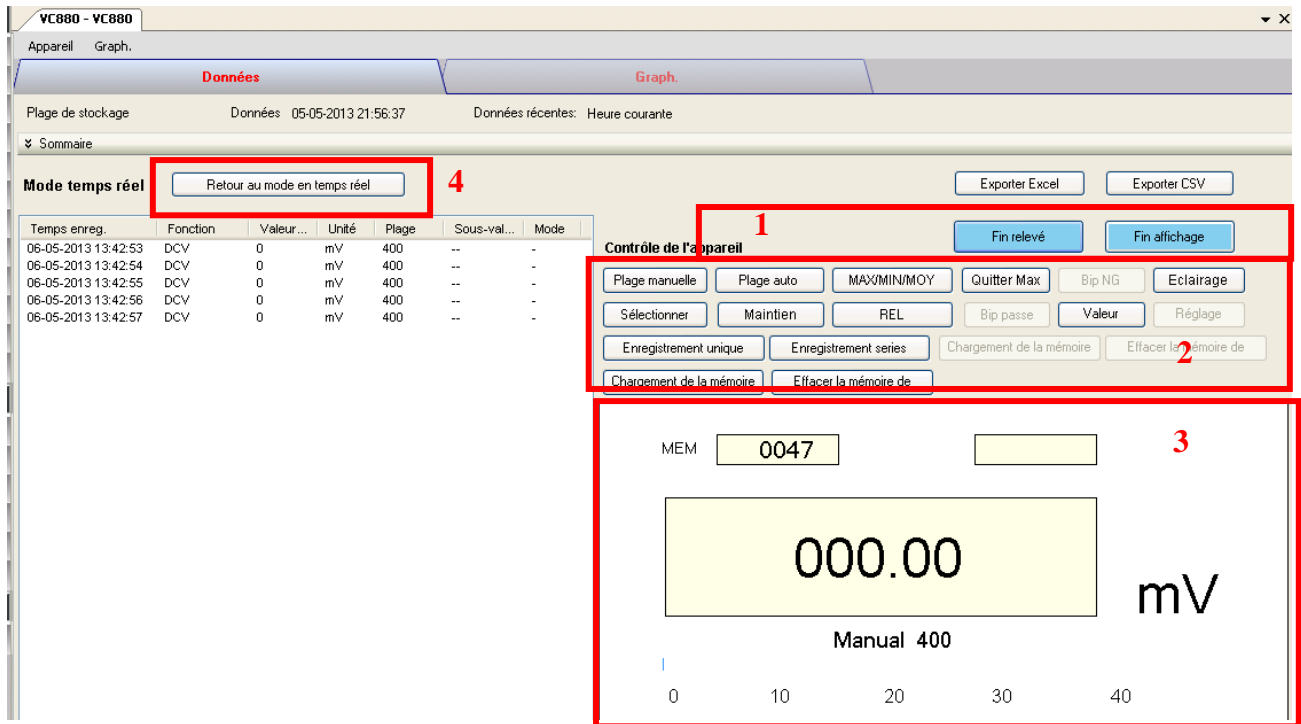 VC880 - VC880
Appareil Graph.
Données Graph.
Plage de stockage Données 05-05-2013 21:56:37 Données récentes: Heure courante
Sommaire
Mode temps réel Retour au mode en temps réel 4 Exporter Excel Exporter CSV
Temps enreg. Fonction Valeur... Unité Plage Sous-val... Mode
06-05-2013 13:42:53 DCV 0 mV 400 -- -
06-05-2013 13:42:54 DCV 0 mV 400 -- -
06-05-2013 13:42:55 DCV 0 mV 400 -- -
06-05-2013 13:42:56 DCV 0 mV 400 -- -
06-05-2013 13:42:57 DCV 0 mV 400 -- -
1
Contrôle de l'appareil Fin relevé Fin affichage
Plage manuelle Plage auto MAX/MIN/MOY Quitter Max Bip NG Eclairage
Sélectionner Maintien REL Bip passe Valeur Réglage
Enregistrement unique Enregistrement series Chargement de la mémoire Effacer la mémoire de
2
Chargement de la mémoire Effacer la mémoire de
MEM 0047 3
000.00
mV
Manual 400
0 10 20 30 40